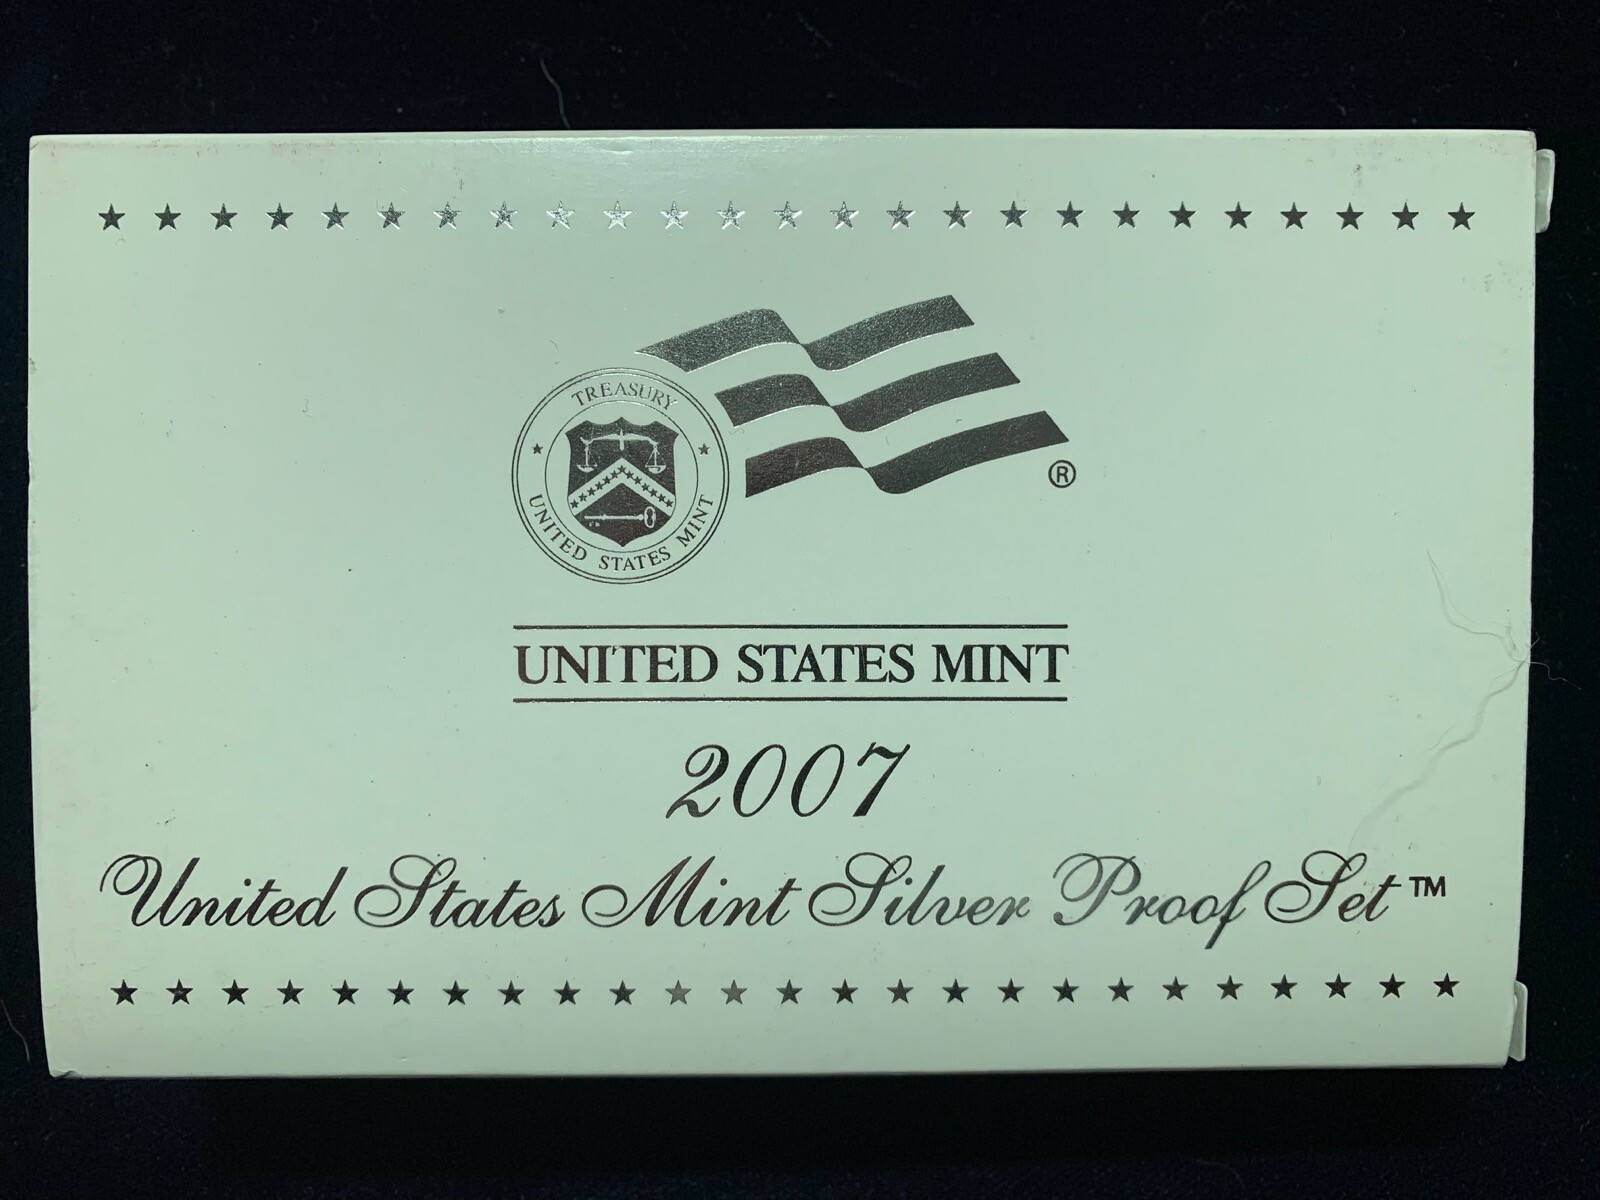 TREASURY
UNITED STATES MINT
®
UNITED STATES MINT
2007
United States Mint Silver Proof Set™